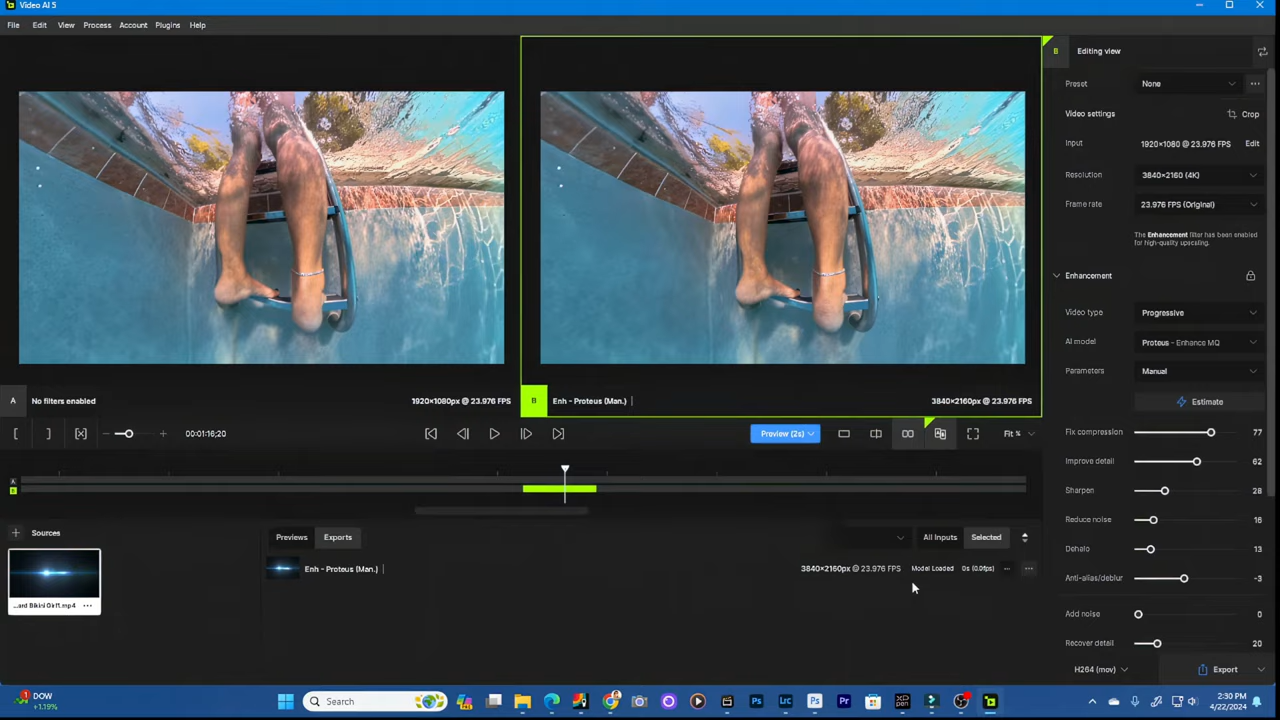 Video AI 5
File Edit View Process Account Plugins Help
B Editing view
Preset None
Video settings Crop
Input 1920×1080 @ 23.976 FPS Edit
Resolution 3840×2160 (4K)
Frame rate 23.976 FPS (Original)
The Enhancement filter has been enabled
for high-quality upscaling.
Enhancement
Video type Progressive
AI model Proteus – Enhance MQ
Parameters Manual
Estimate
Fix compression 77
Improve detail 62
Sharpen 28
Reduce noise 16
Dehalo 13
Anti-alias/deblur -3
Add noise 0
Recover detail 20
H264 (mov) Export
A No filters enabled 1920×1080px @ 23.976 FPS
B Enh - Proteus (Man.) | 3840×2160px @ 23.976 FPS
00:01:16;20 Preview (2s) Fit %
A
B
Sources
Previews Exports All Inputs Selected
Enh - Proteus (Man.) | 3840×2160px @ 23.976 FPS Model Loaded 0s (0.0fps)
DOW
+1.19%
1
Search
Ps Lrc Ps Pr
2:30 PM
4/22/2024